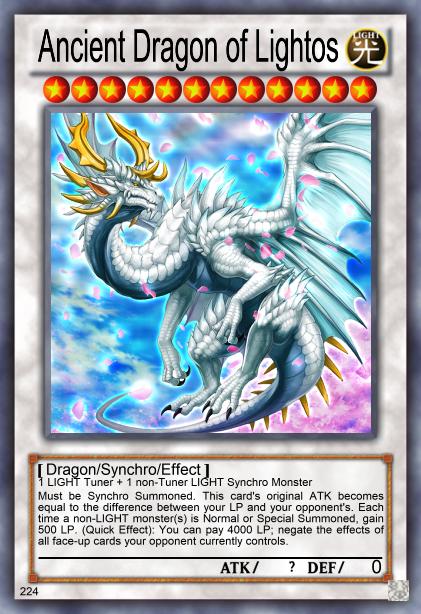 Ancient Dragon of Lightos
LIGHT
光
[ Dragon/Synchro/Effect ]
1 LIGHT Tuner + 1 non-Tuner LIGHT Synchro Monster
Must be Synchro Summoned. This card's original ATK becomes
equal to the difference between your LP and your opponent's. Each
time a non-LIGHT monster(s) is Normal or Special Summoned, gain
500 LP. (Quick Effect): You can pay 4000 LP; negate the effects of
all face-up cards your opponent currently controls.
ATK/ ? DEF/ 0
224